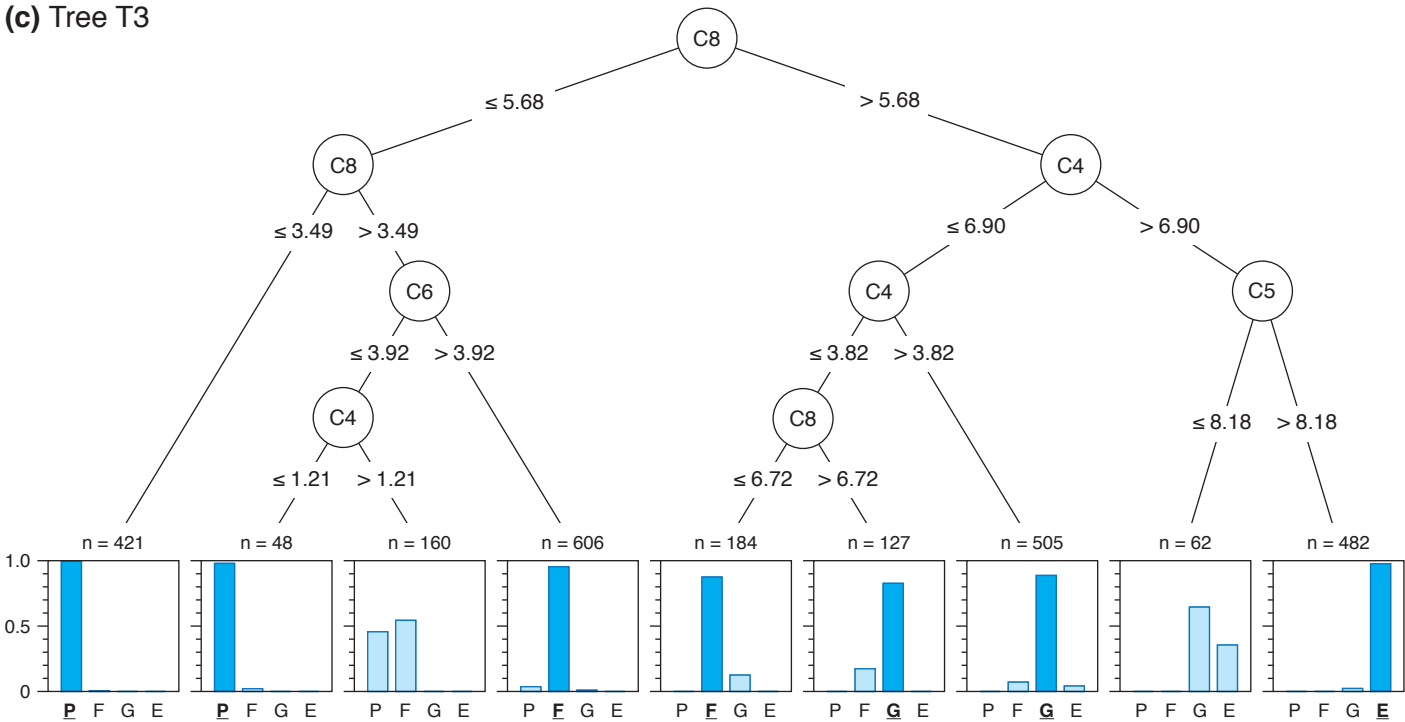 (c) Tree T3
C8
≤ 5.68 > 5.68
C8 C4
≤ 3.49 > 3.49 ≤ 6.90 > 6.90
C6 C4 C5
≤ 3.92 > 3.92 ≤ 3.82 > 3.82
C4 C8
≤ 8.18 > 8.18
≤ 1.21 > 1.21 ≤ 6.72 > 6.72
n = 421 n = 48 n = 160 n = 606 n = 184 n = 127 n = 505 n = 62 n = 482
1.0
0.5
0
P F G E P F G E P F G E P F G E P F G E P F G E P F G E P F G E P F G E